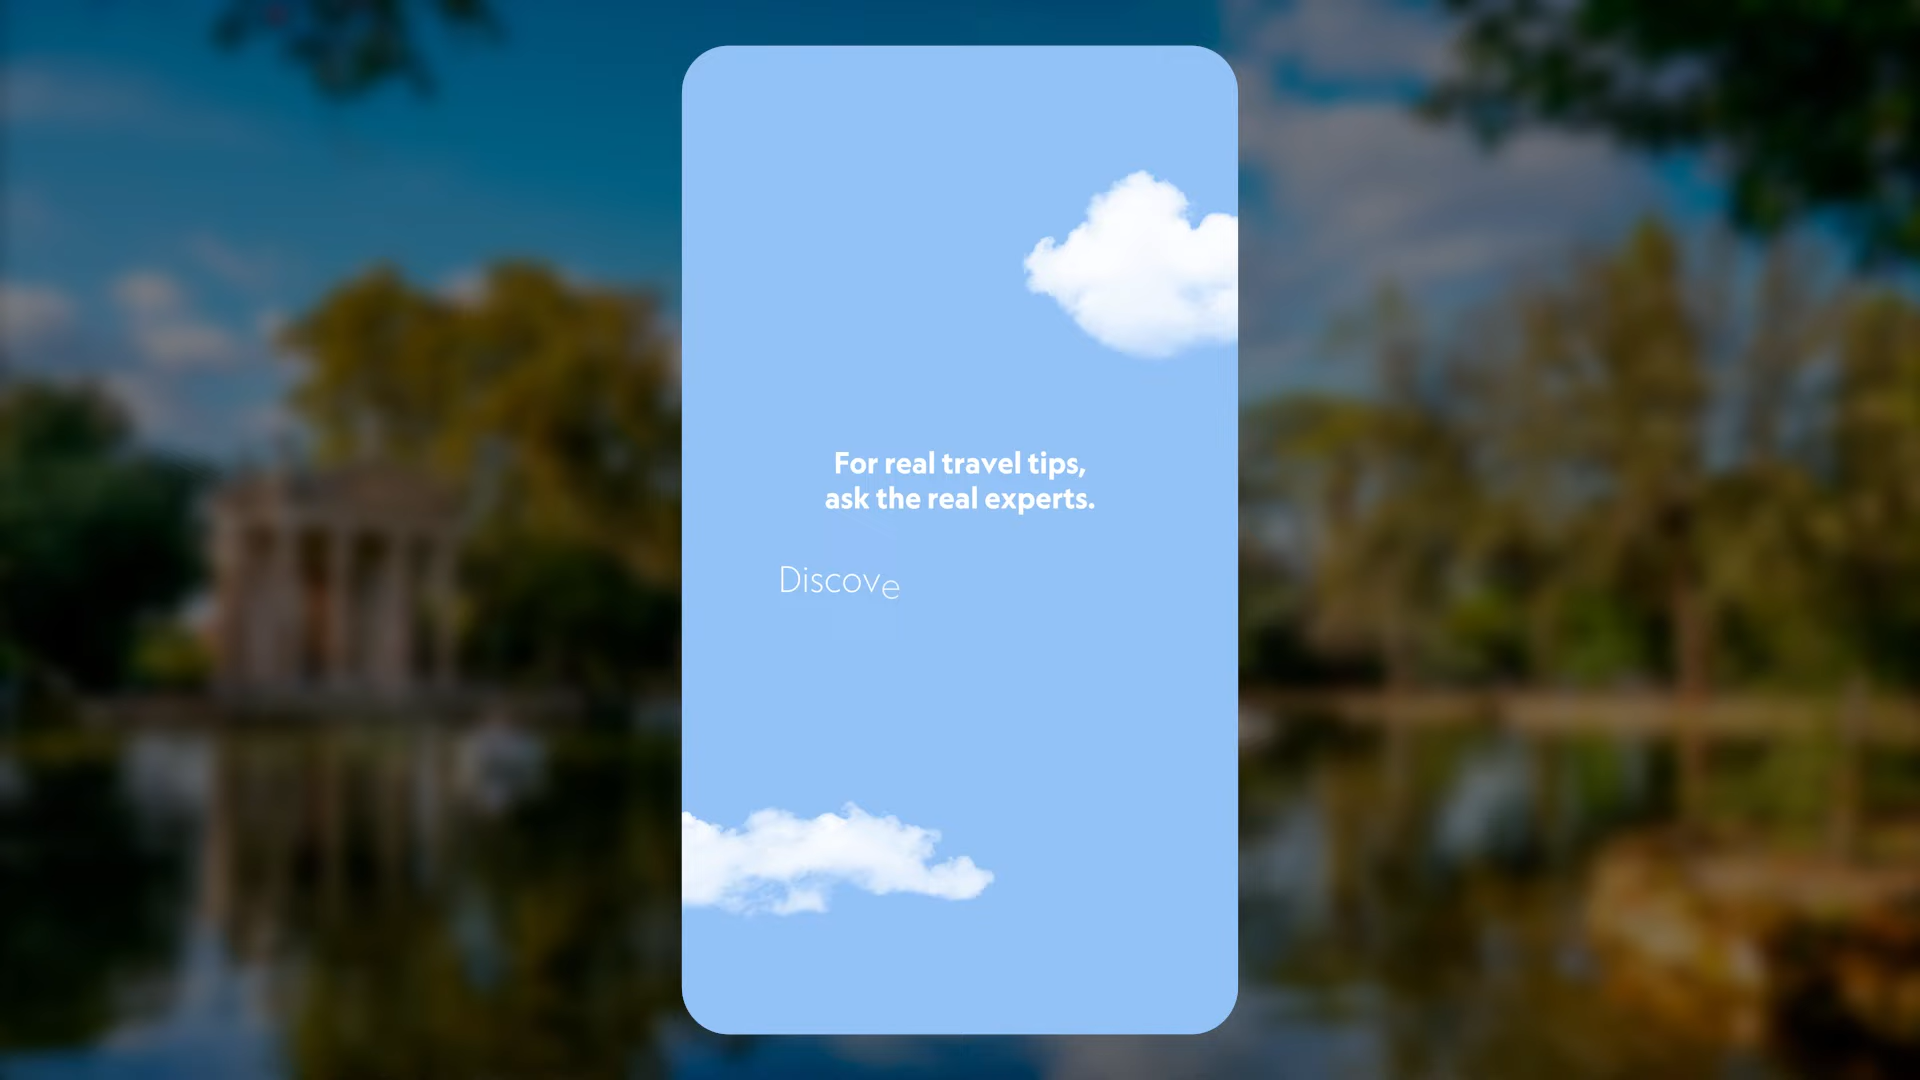 For real travel tips,
ask the real experts.
Discove